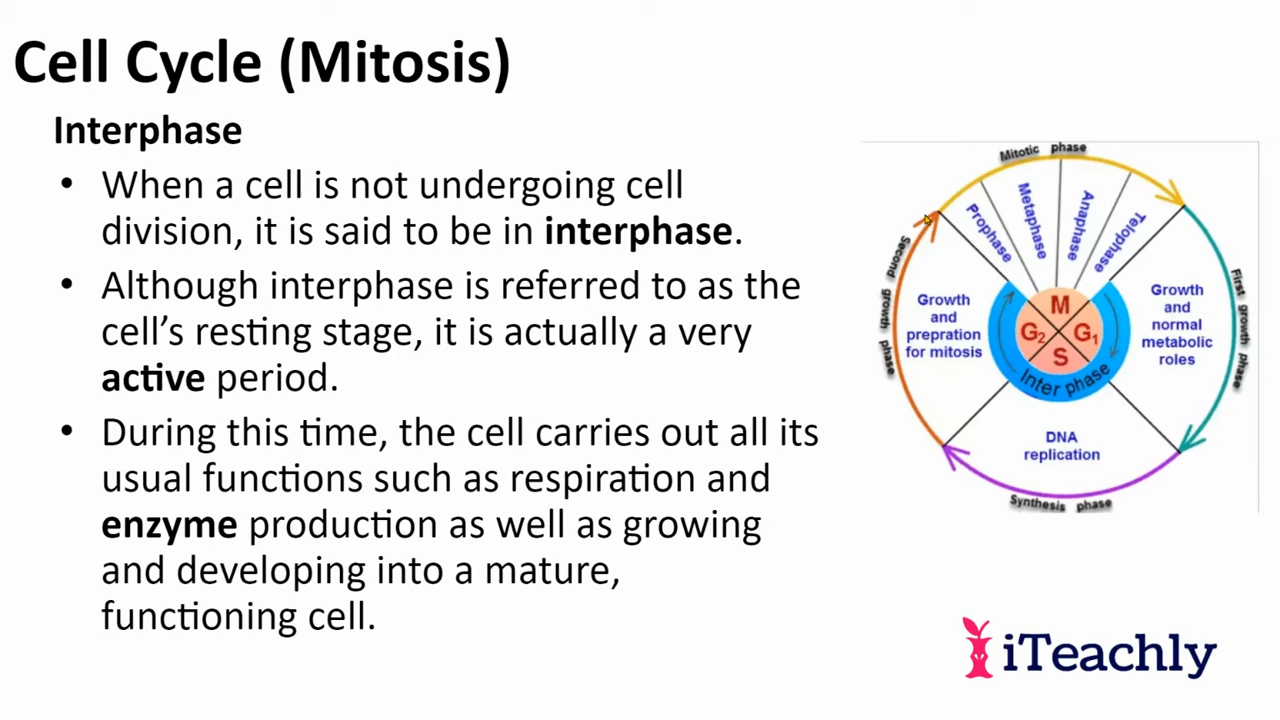 Cell Cycle (Mitosis)
Interphase
• When a cell is not undergoing cell
division, it is said to be in interphase.
• Although interphase is referred to as the
cell's resting stage, it is actually a very
active period.
• During this time, the cell carries out all its
usual functions such as respiration and
enzyme production as well as growing
and developing into a mature,
functioning cell.
Mitotic phase
Prophase
Metaphase
Anaphase
Telophase
Second growth phase
First growth phase
Growth
and
prepration
for mitosis
Growth
and
normal
metabolic
roles
M
G₂
G₁
S
Inter phase
DNA
replication
Synthesis phase
iTeachly